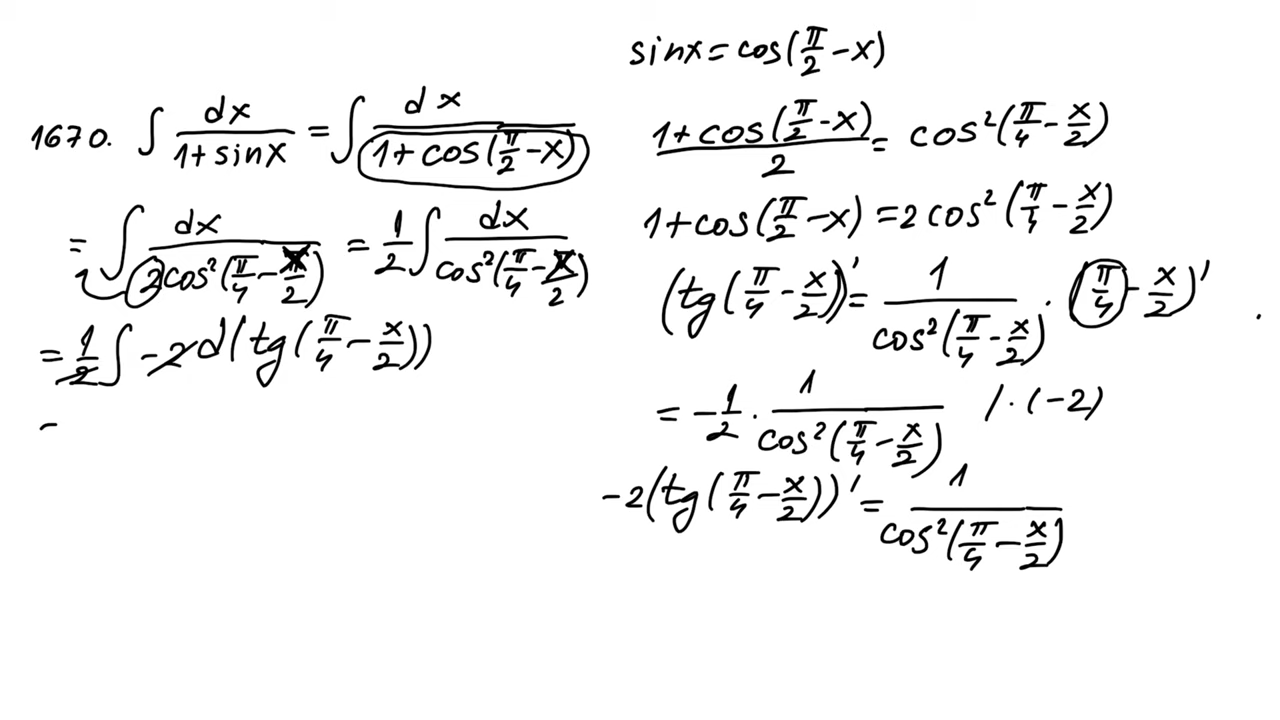 1670. ∫ dx/(1+sinx) = ∫ dx/(1+cos(π/2-x))
= ∫ dx/(2cos²(π/4-x/2)) = 1/2 ∫ dx/(cos²(π/4-x/2))
= 1/2 ∫ -2d(tg(π/4-x/2))
=
sinx=cos(π/2-x)
(1+cos(π/2-x))/2 = cos²(π/4-x/2)
1+cos(π/2-x)=2cos²(π/4-x/2)
(tg(π/4-x/2))'= 1/(cos²(π/4-x/2)) · (π/4-x/2)'
= -1/2 · 1/(cos²(π/4-x/2)) /·(-2)
-2(tg(π/4-x/2))'= 1/(cos²(π/4-x/2))